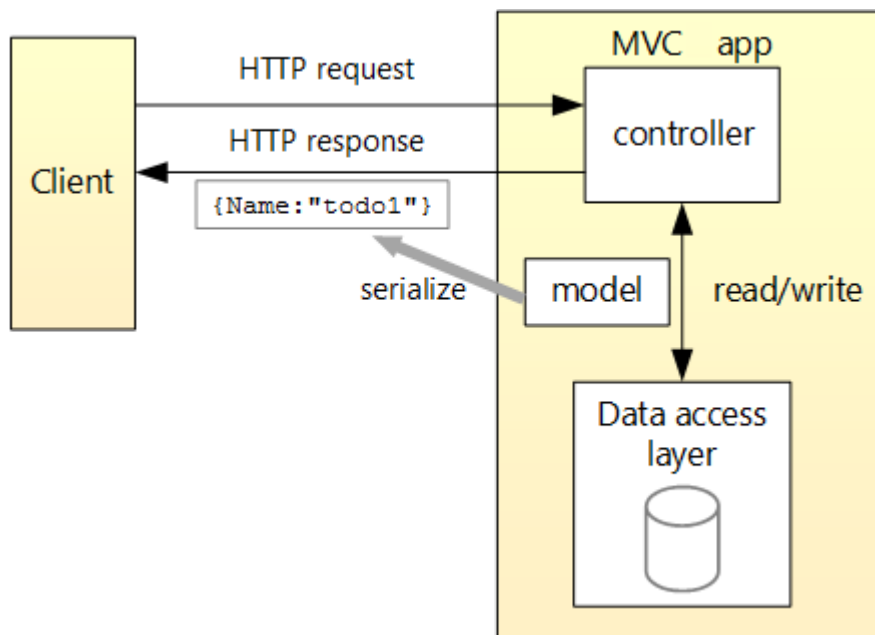 MVC app
HTTP request
controller
HTTP response
Client
{Name:"todo1"}
serialize
model
read/write
Data access
layer